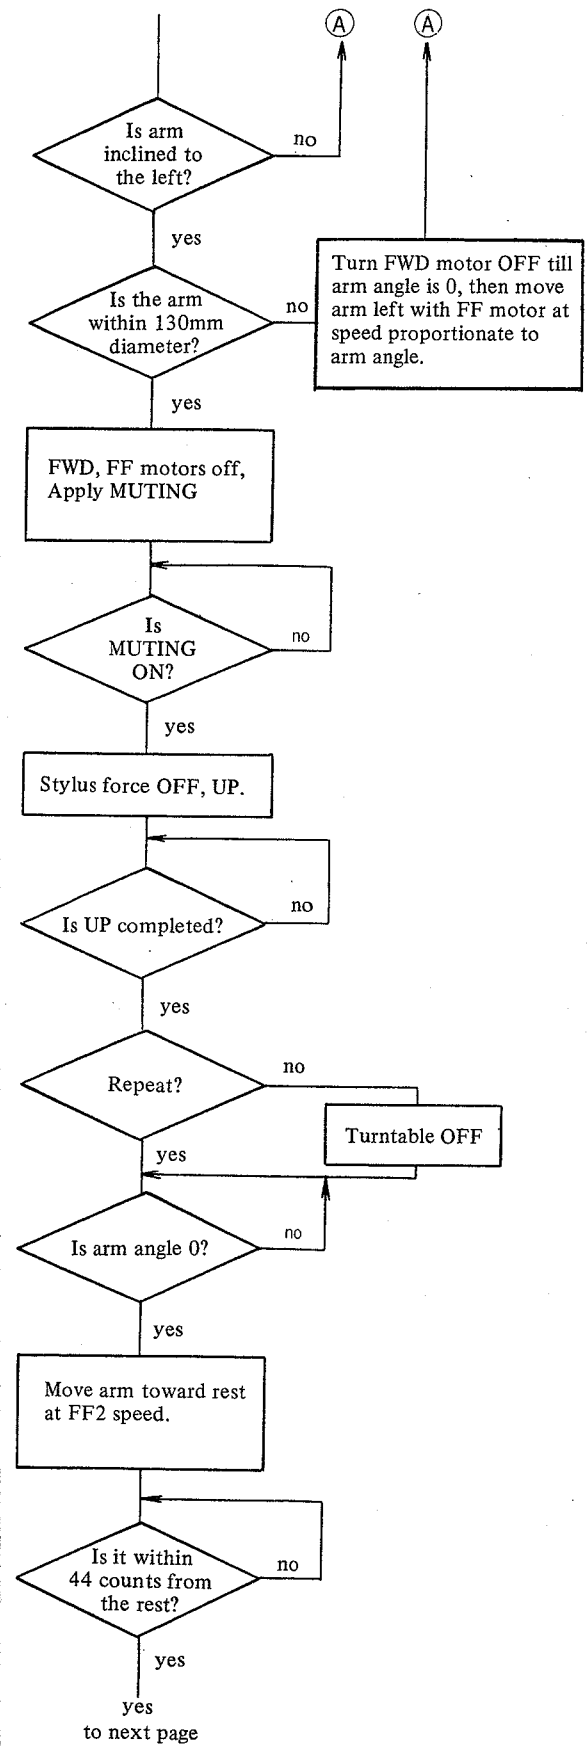 A
A
Is arm
inclined to
the left?
no
yes
Is the arm
within 130mm
diameter?
no
Turn FWD motor OFF till
arm angle is 0, then move
arm left with FF motor at
speed proportionate to
arm angle.
yes
FWD, FF motors off,
Apply MUTING
Is
MUTING
ON?
no
yes
Stylus force OFF, UP.
Is UP completed?
no
yes
Repeat?
no
Turntable OFF
yes
Is arm angle 0?
no
yes
Move arm toward rest
at FF2 speed.
Is it within
44 counts from
the rest?
no
yes
yes
to next page